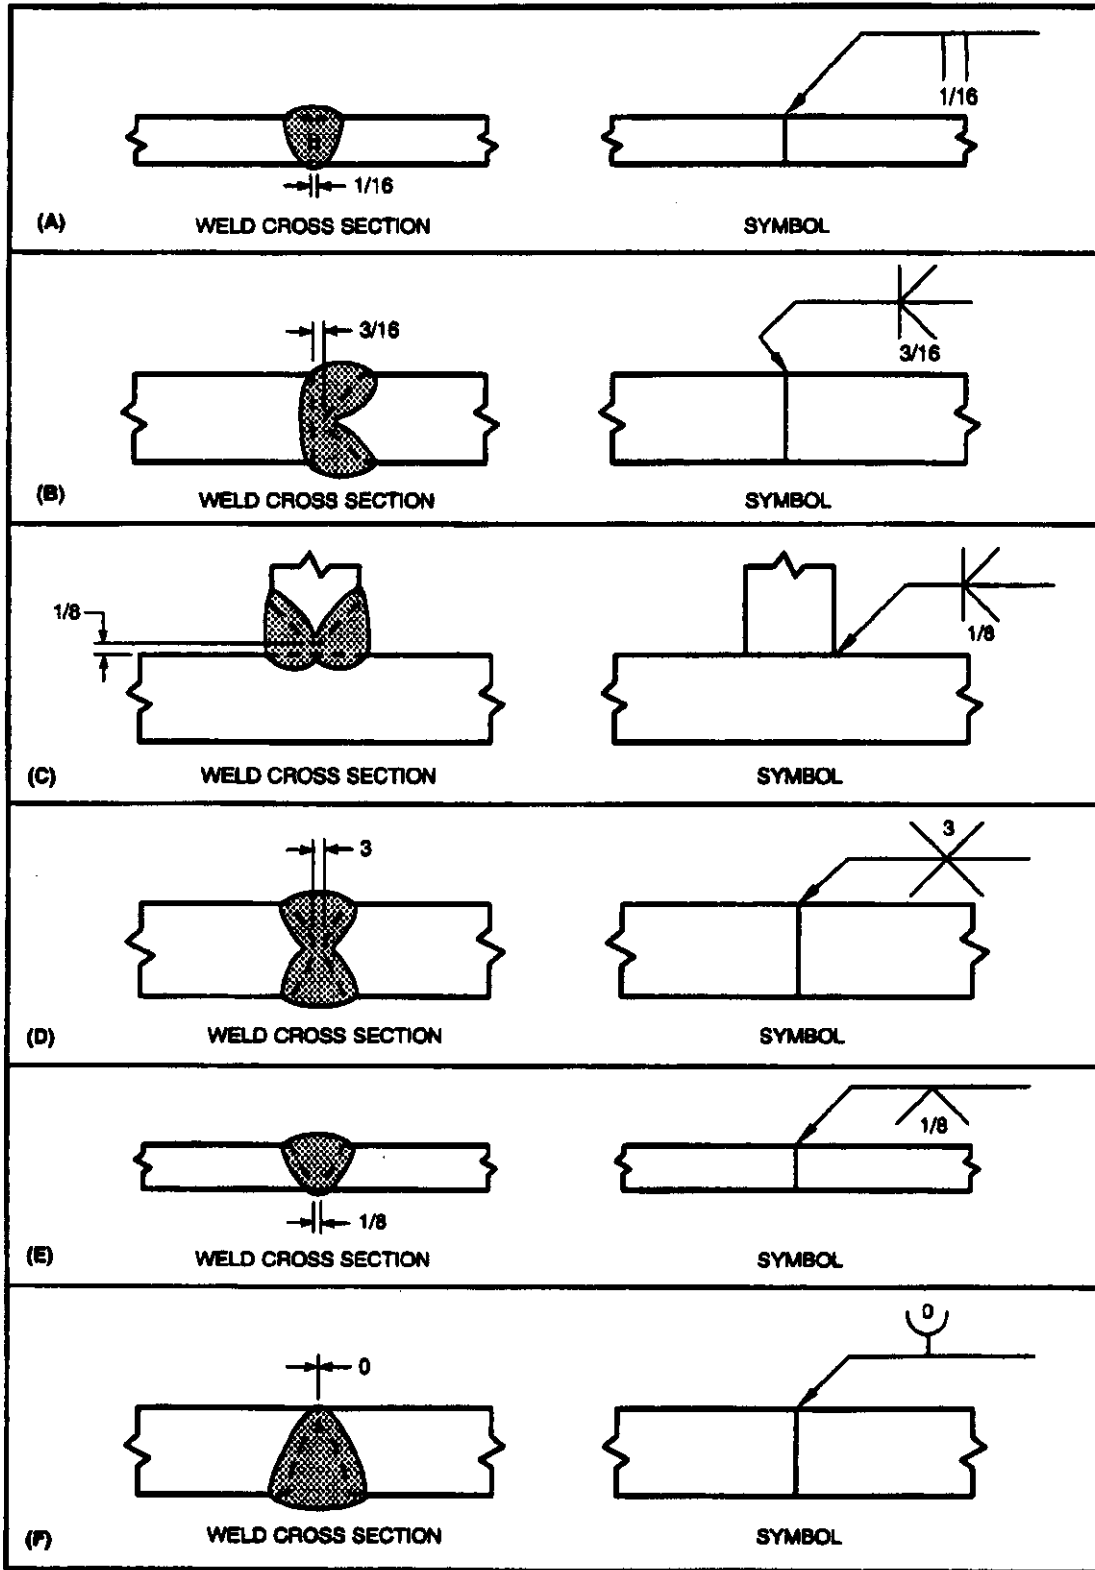 1/16
1/16
(A)
WELD CROSS SECTION
SYMBOL
3/16
3/16
(B)
WELD CROSS SECTION
SYMBOL
1/8
1/8
(C)
WELD CROSS SECTION
SYMBOL
3
3
(D)
WELD CROSS SECTION
SYMBOL
1/8
1/8
(E)
WELD CROSS SECTION
SYMBOL
0
0
(F)
WELD CROSS SECTION
SYMBOL